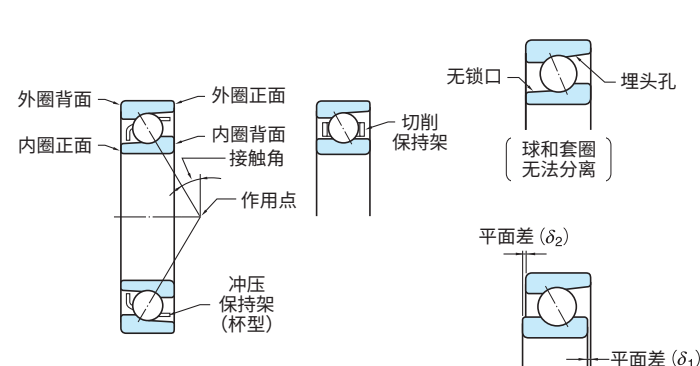 外圈背面
外圈正面
内圈正面
内圈背面
接触角
作用点
冲压
保持架
（杯型）
切削
保持架
无锁口
埋头孔
球和套圈
无法分离
平面差（δ₂）
平面差（δ₁）